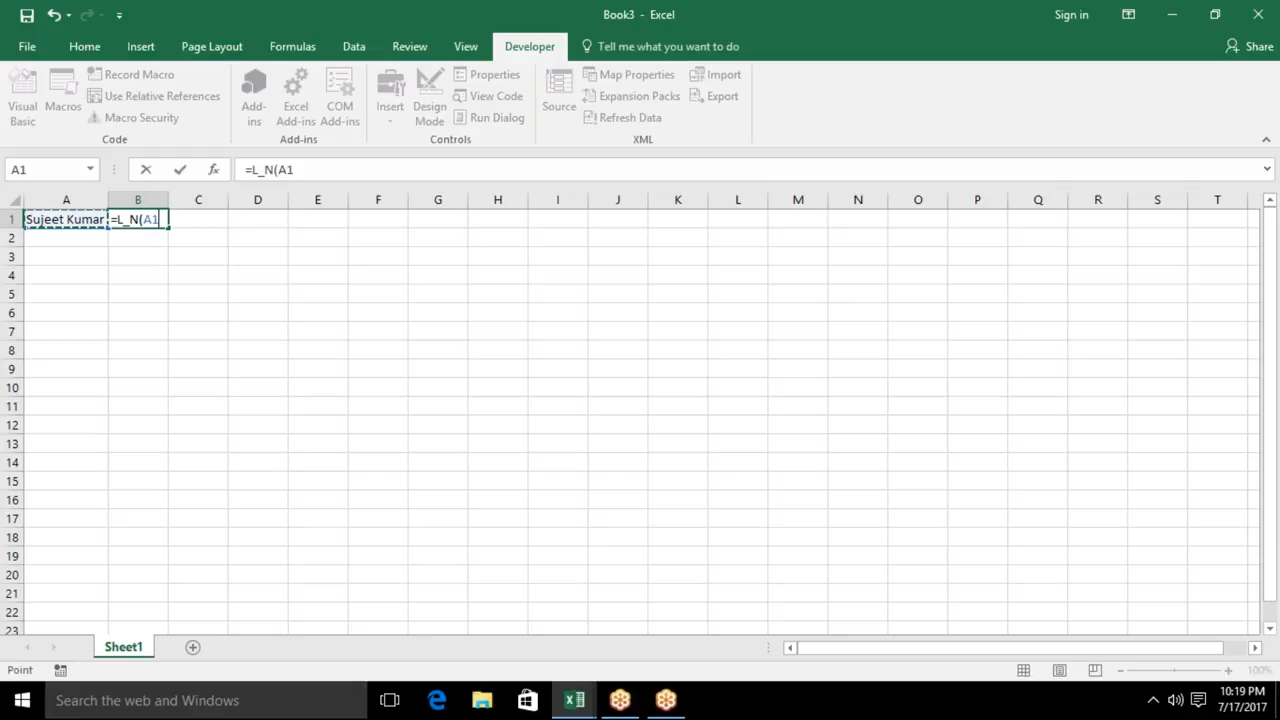 Book3 - Excel
Sign in
File Home Insert Page Layout Formulas Data Review View Developer Tell me what you want to do Share
Visual Basic
Macros
Record Macro
Use Relative References
Macro Security
Code
Add-ins
Excel Add-ins
COM Add-ins
Add-ins
Insert
Design Mode
Properties
View Code
Run Dialog
Controls
Source
Map Properties
Expansion Packs
Refresh Data
Import
Export
XML
A1 fx =L_N(A1
A B C D E F G H I J K L M N O P Q R S T
1 Sujeet Kumar =L_N(A1
2
3
4
5
6
7
8
9
10
11
12
13
14
15
16
17
18
19
20
21
22
23
Sheet1
Point 100%
Search the web and Windows
10:19 PM
7/17/2017